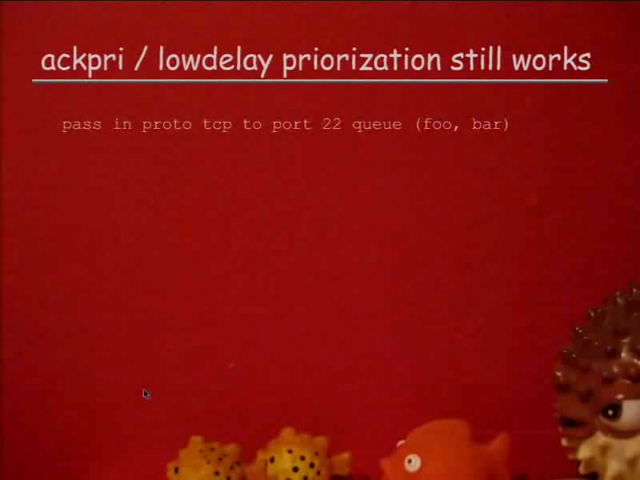 ackpri / lowdelay priorization still works
pass in proto tcp to port 22 queue (foo, bar)